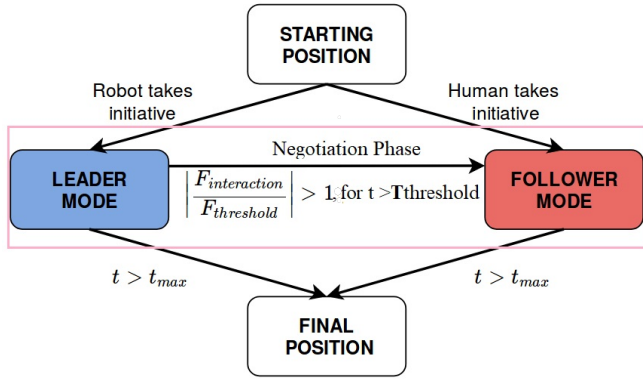 STARTING
POSITION
Robot takes
initiative
Human takes
initiative
Negotiation Phase
LEADER
MODE
|F_interaction / F_threshold| > 1, for t >Tthreshold
FOLLOWER
MODE
t > t_max
t > t_max
FINAL
POSITION